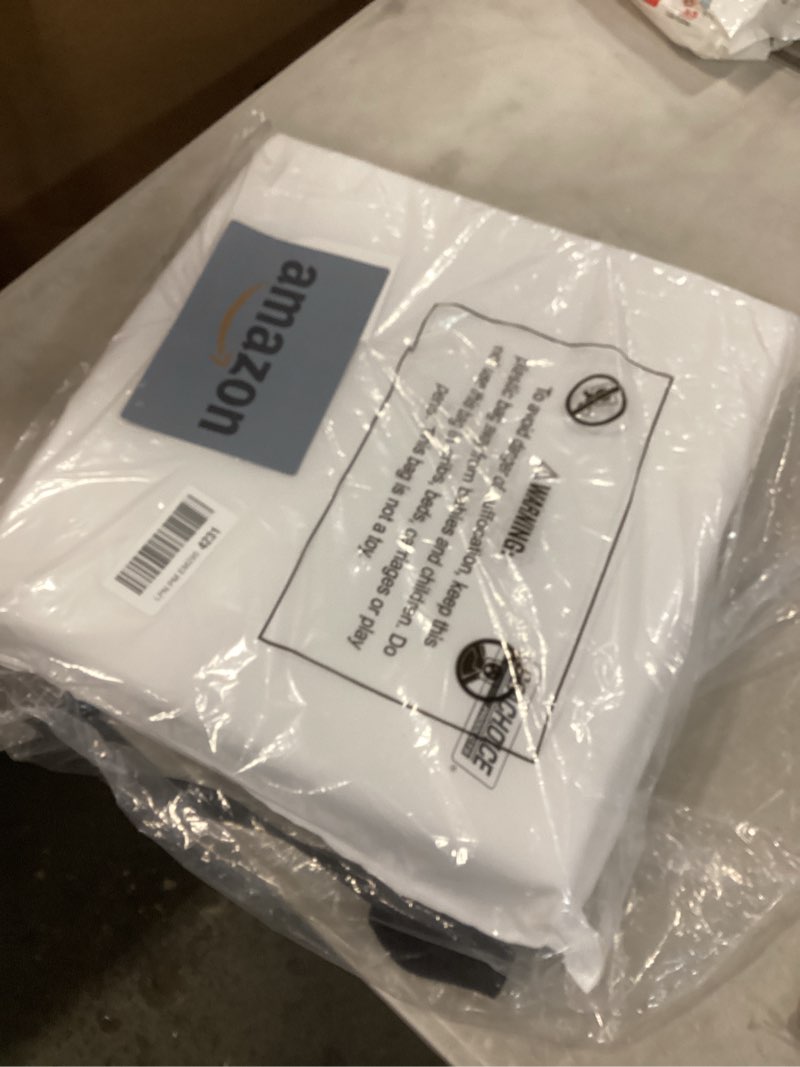 amazon
4231
WARNING:
To avoid danger of suffocation, keep this
plastic bag away from babies and children. Do
not use this bag in cribs, beds, carriages or play
pens. This bag is not a toy.
CHOICE